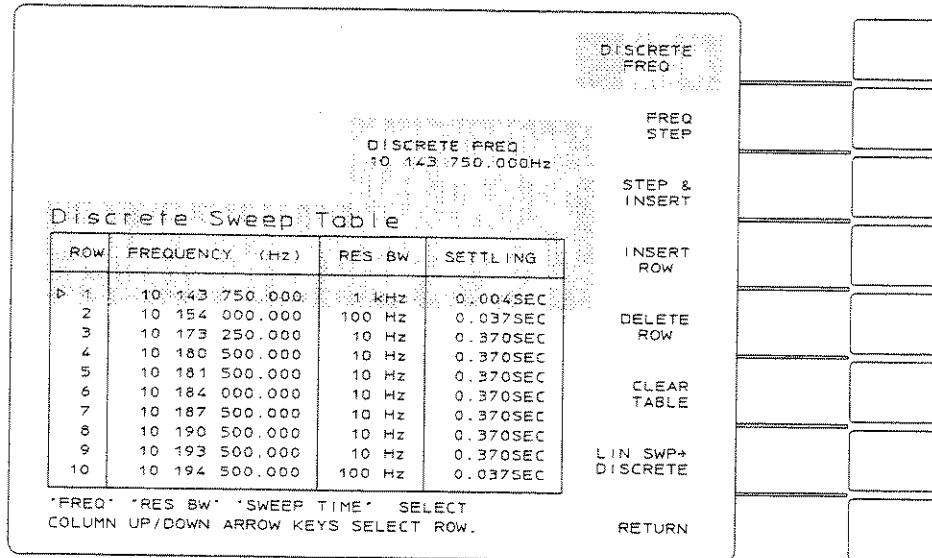 DISCRETE FREQ
10 143 750.000Hz
Discrete Sweep Table
ROW FREQUENCY (Hz) RES BW SETTLING
▷ 1 10 143 750.000 1 kHz 0.004SEC
2 10 154 000.000 100 Hz 0.037SEC
3 10 173 250.000 10 Hz 0.370SEC
4 10 180 500.000 10 Hz 0.370SEC
5 10 181 500.000 10 Hz 0.370SEC
6 10 184 000.000 10 Hz 0.370SEC
7 10 187 500.000 10 Hz 0.370SEC
8 10 190 500.000 10 Hz 0.370SEC
9 10 193 500.000 10 Hz 0.370SEC
10 10 194 500.000 100 Hz 0.037SEC
"FREQ" "RES BW" "SWEEP TIME" SELECT
COLUMN UP/DOWN ARROW KEYS SELECT ROW.
DISCRETE
FREQ
FREQ
STEP
STEP &
INSERT
INSERT
ROW
DELETE
ROW
CLEAR
TABLE
LIN SWP→
DISCRETE
RETURN